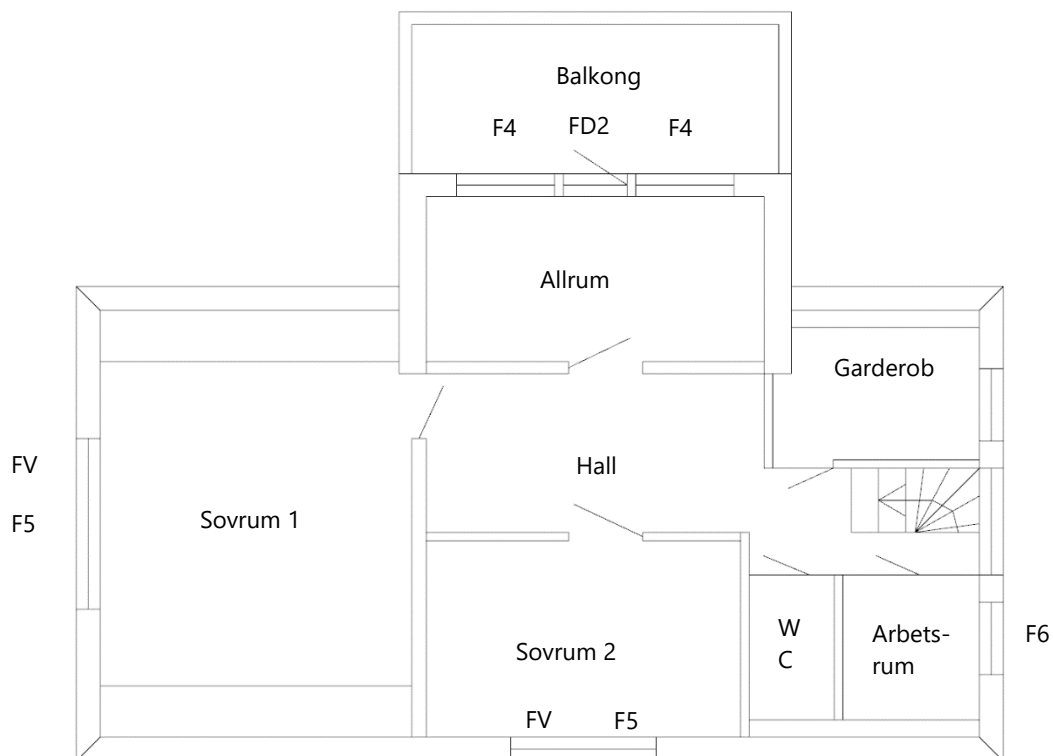 Balkong
F4 FD2 F4
Allrum
Garderob
FV
Hall
F5
Sovrum 1
W
C
Arbets-
rum
F6
Sovrum 2
FV F5